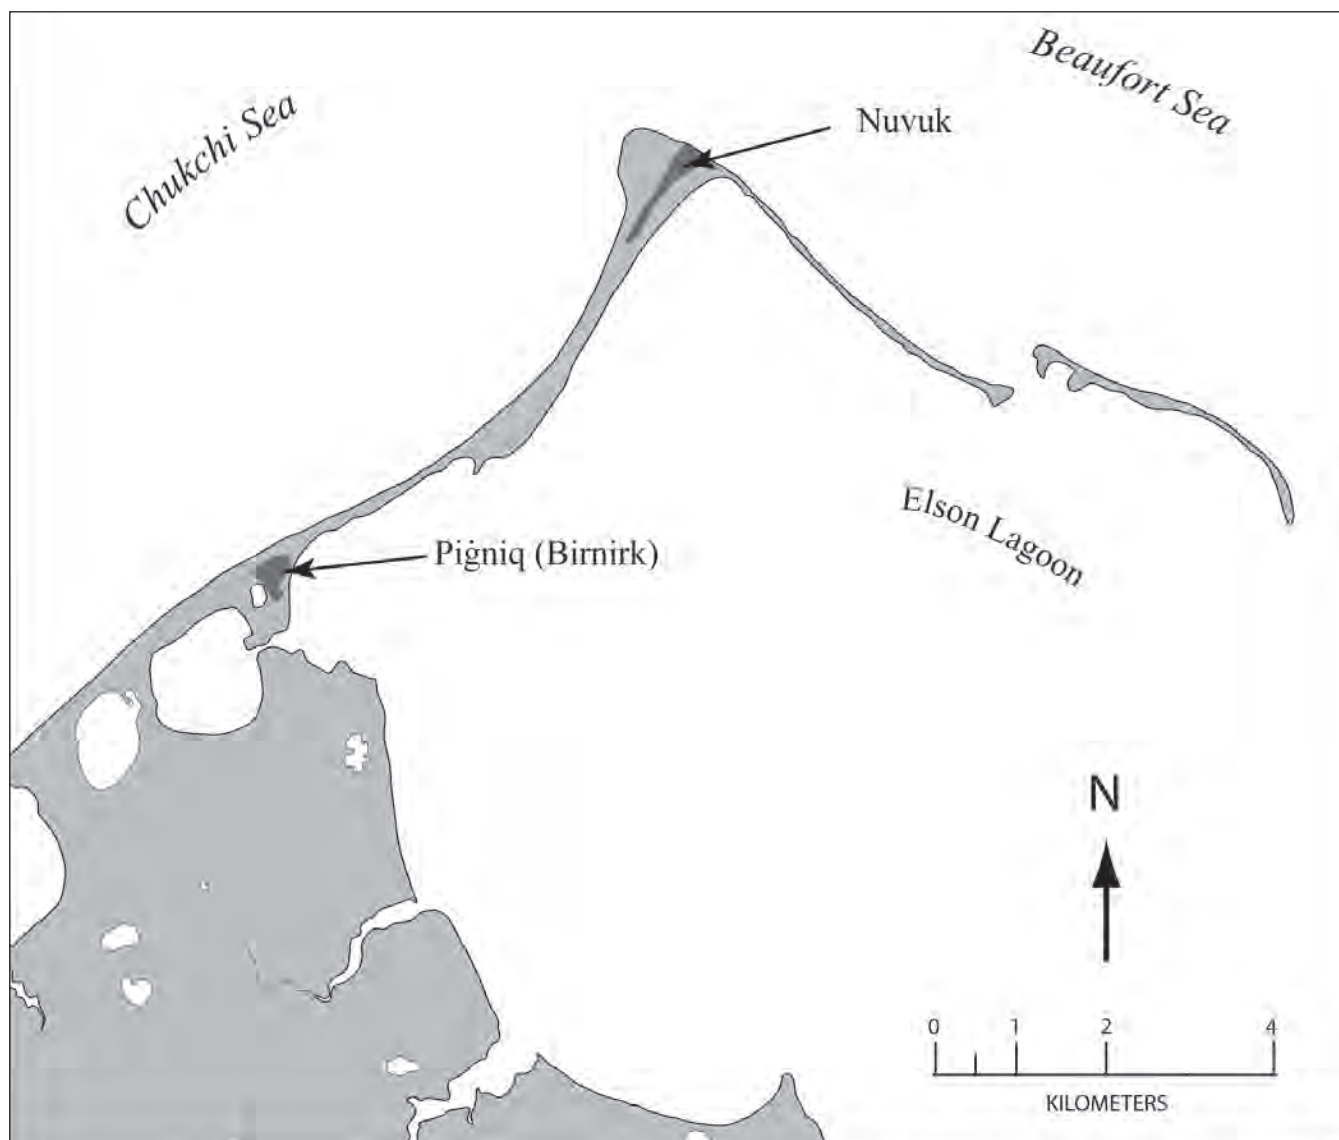 Beaufort Sea
Chukchi Sea
Nuvuk
Elson Lagoon
Piġniq (Birnirk)
N
0 1 2 4
KILOMETERS